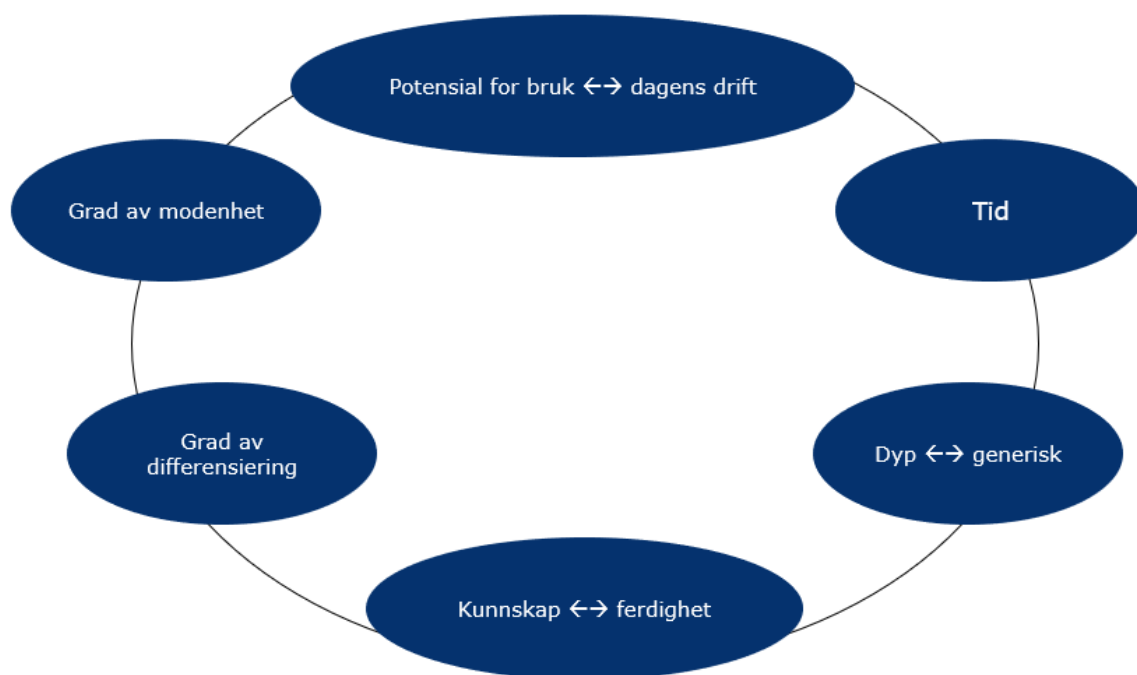 Potensial for bruk ←→ dagens drift
Grad av modenhet
Tid
Grad av
differensiering
Dyp ←→ generisk
Kunnskap ←→ ferdighet